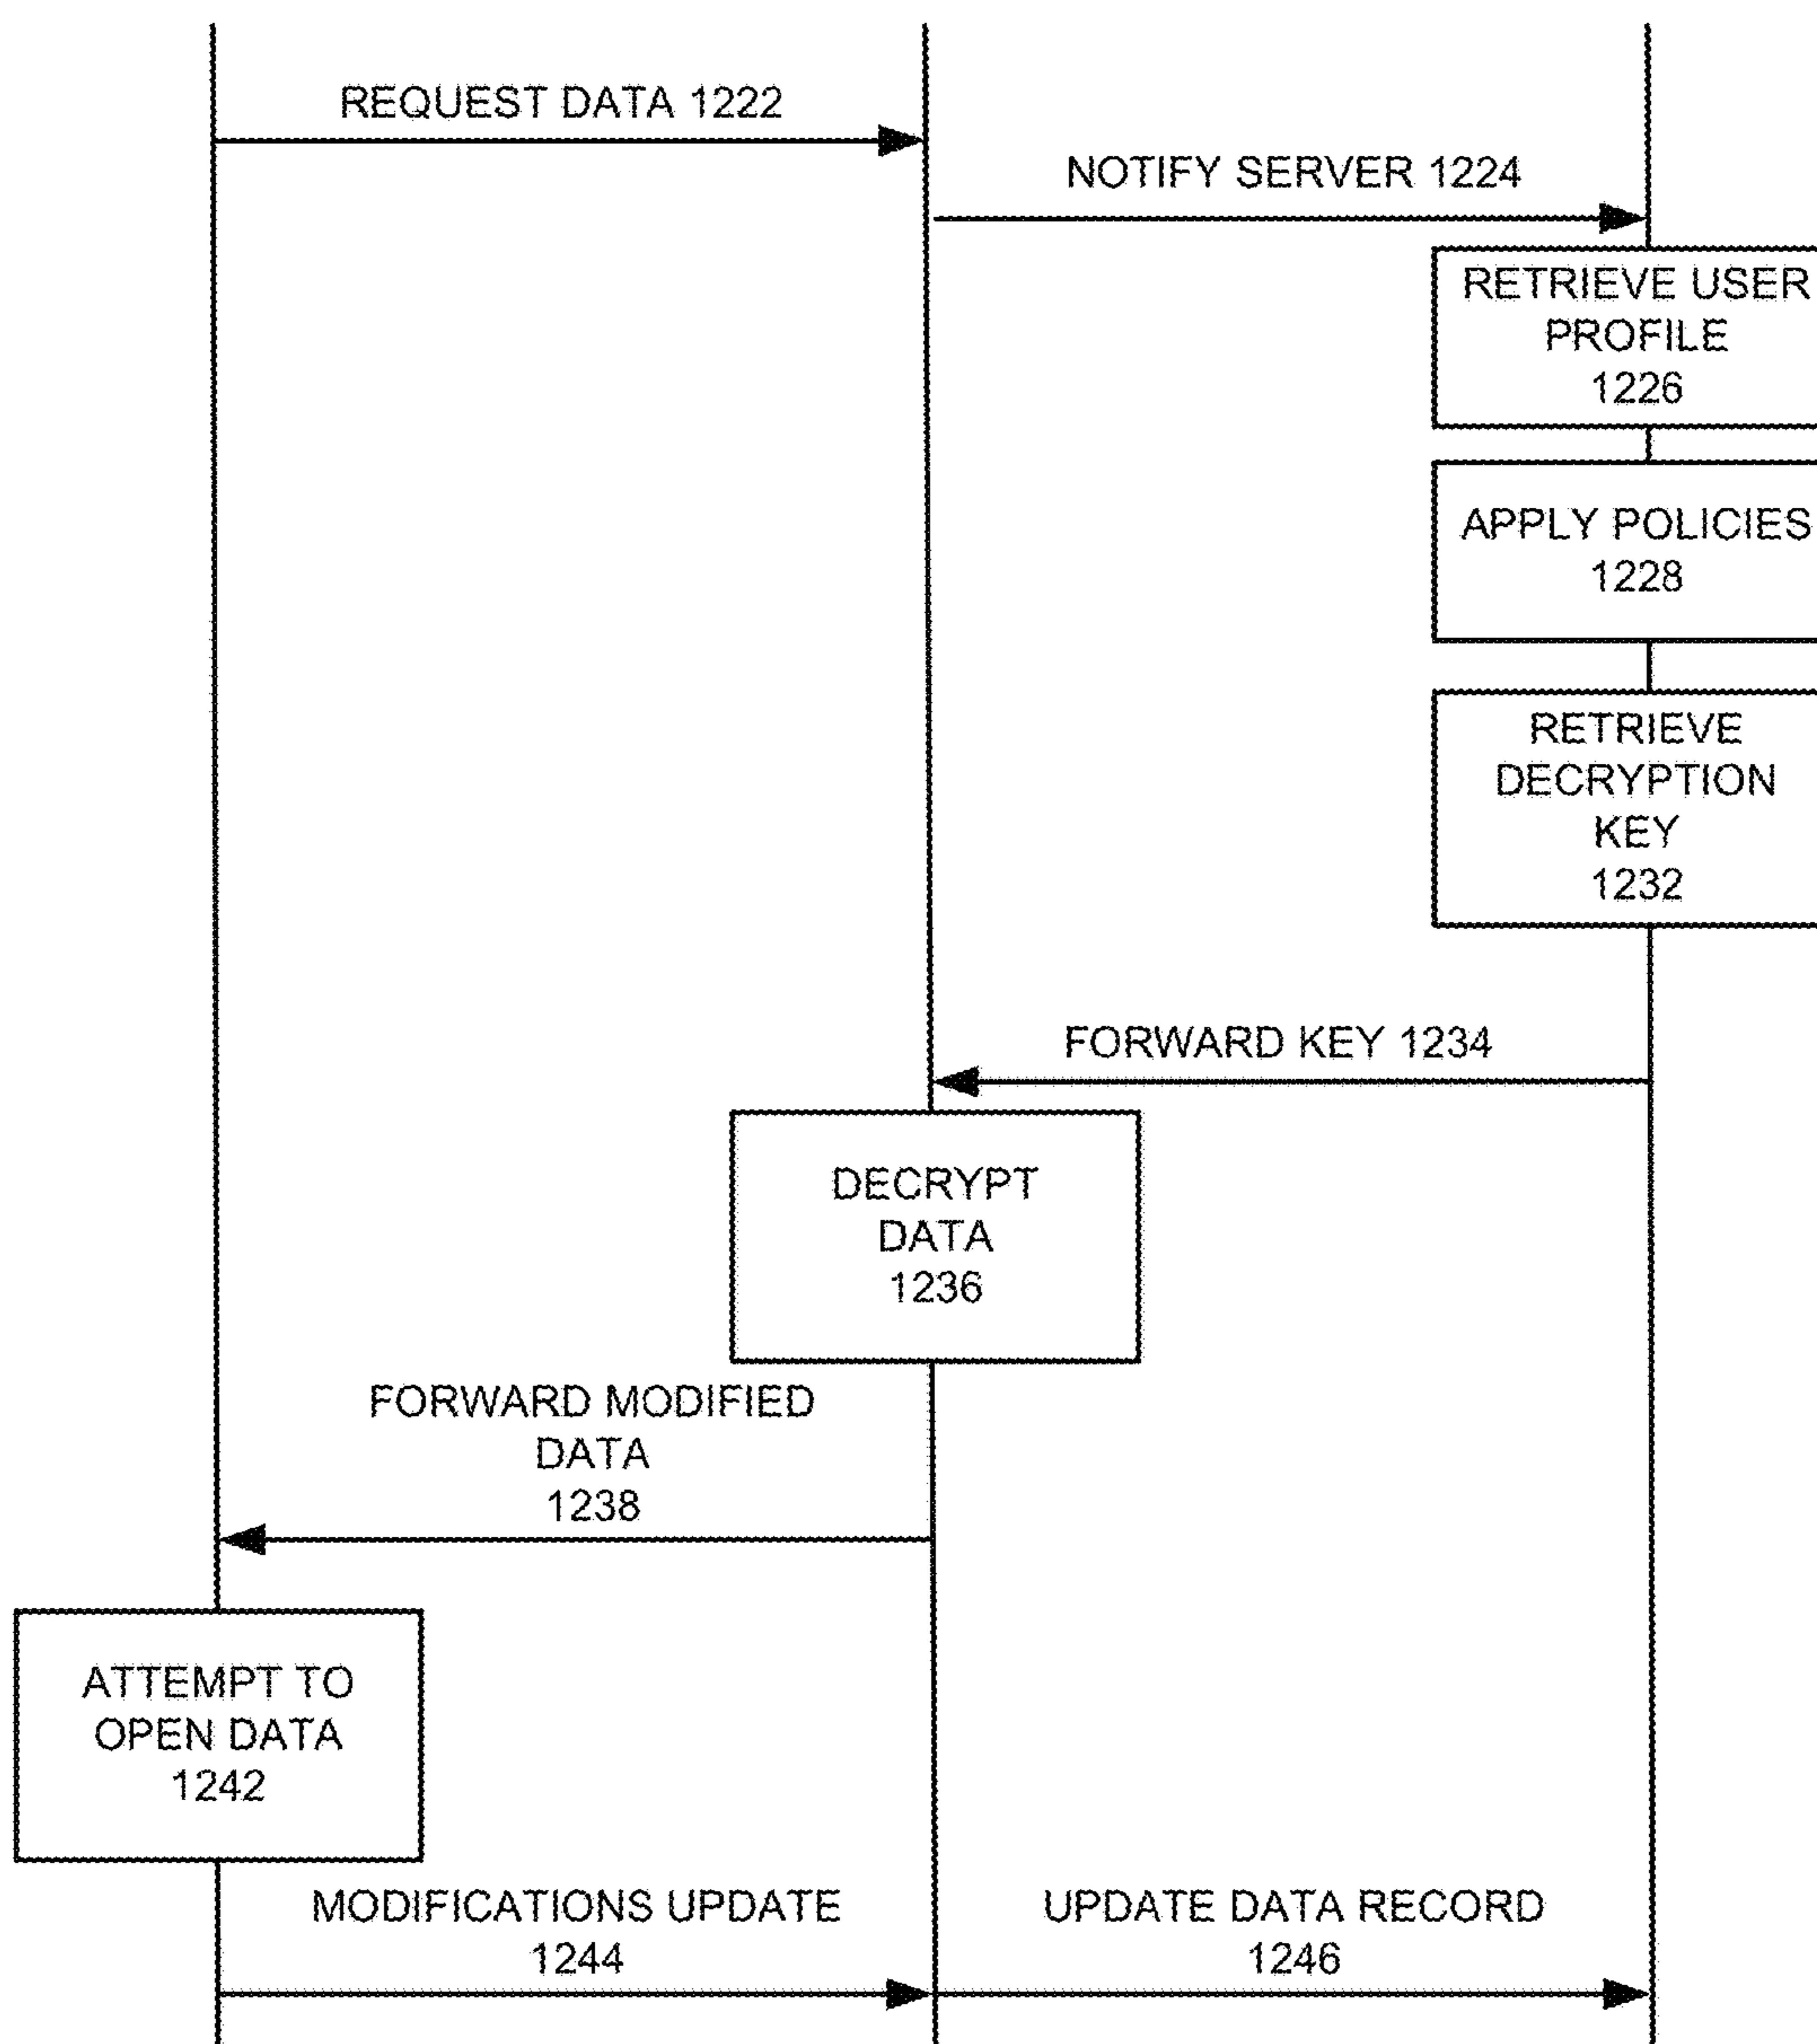 REQUEST DATA 1222
NOTIFY SERVER 1224
RETRIEVE USER
PROFILE
1226
APPLY POLICIES
1228
RETRIEVE
DECRYPTION
KEY
1232
FORWARD KEY 1234
DECRYPT
DATA
1236
FORWARD MODIFIED
DATA
1238
ATTEMPT TO
OPEN DATA
1242
MODIFICATIONS UPDATE
1244
UPDATE DATA RECORD
1246